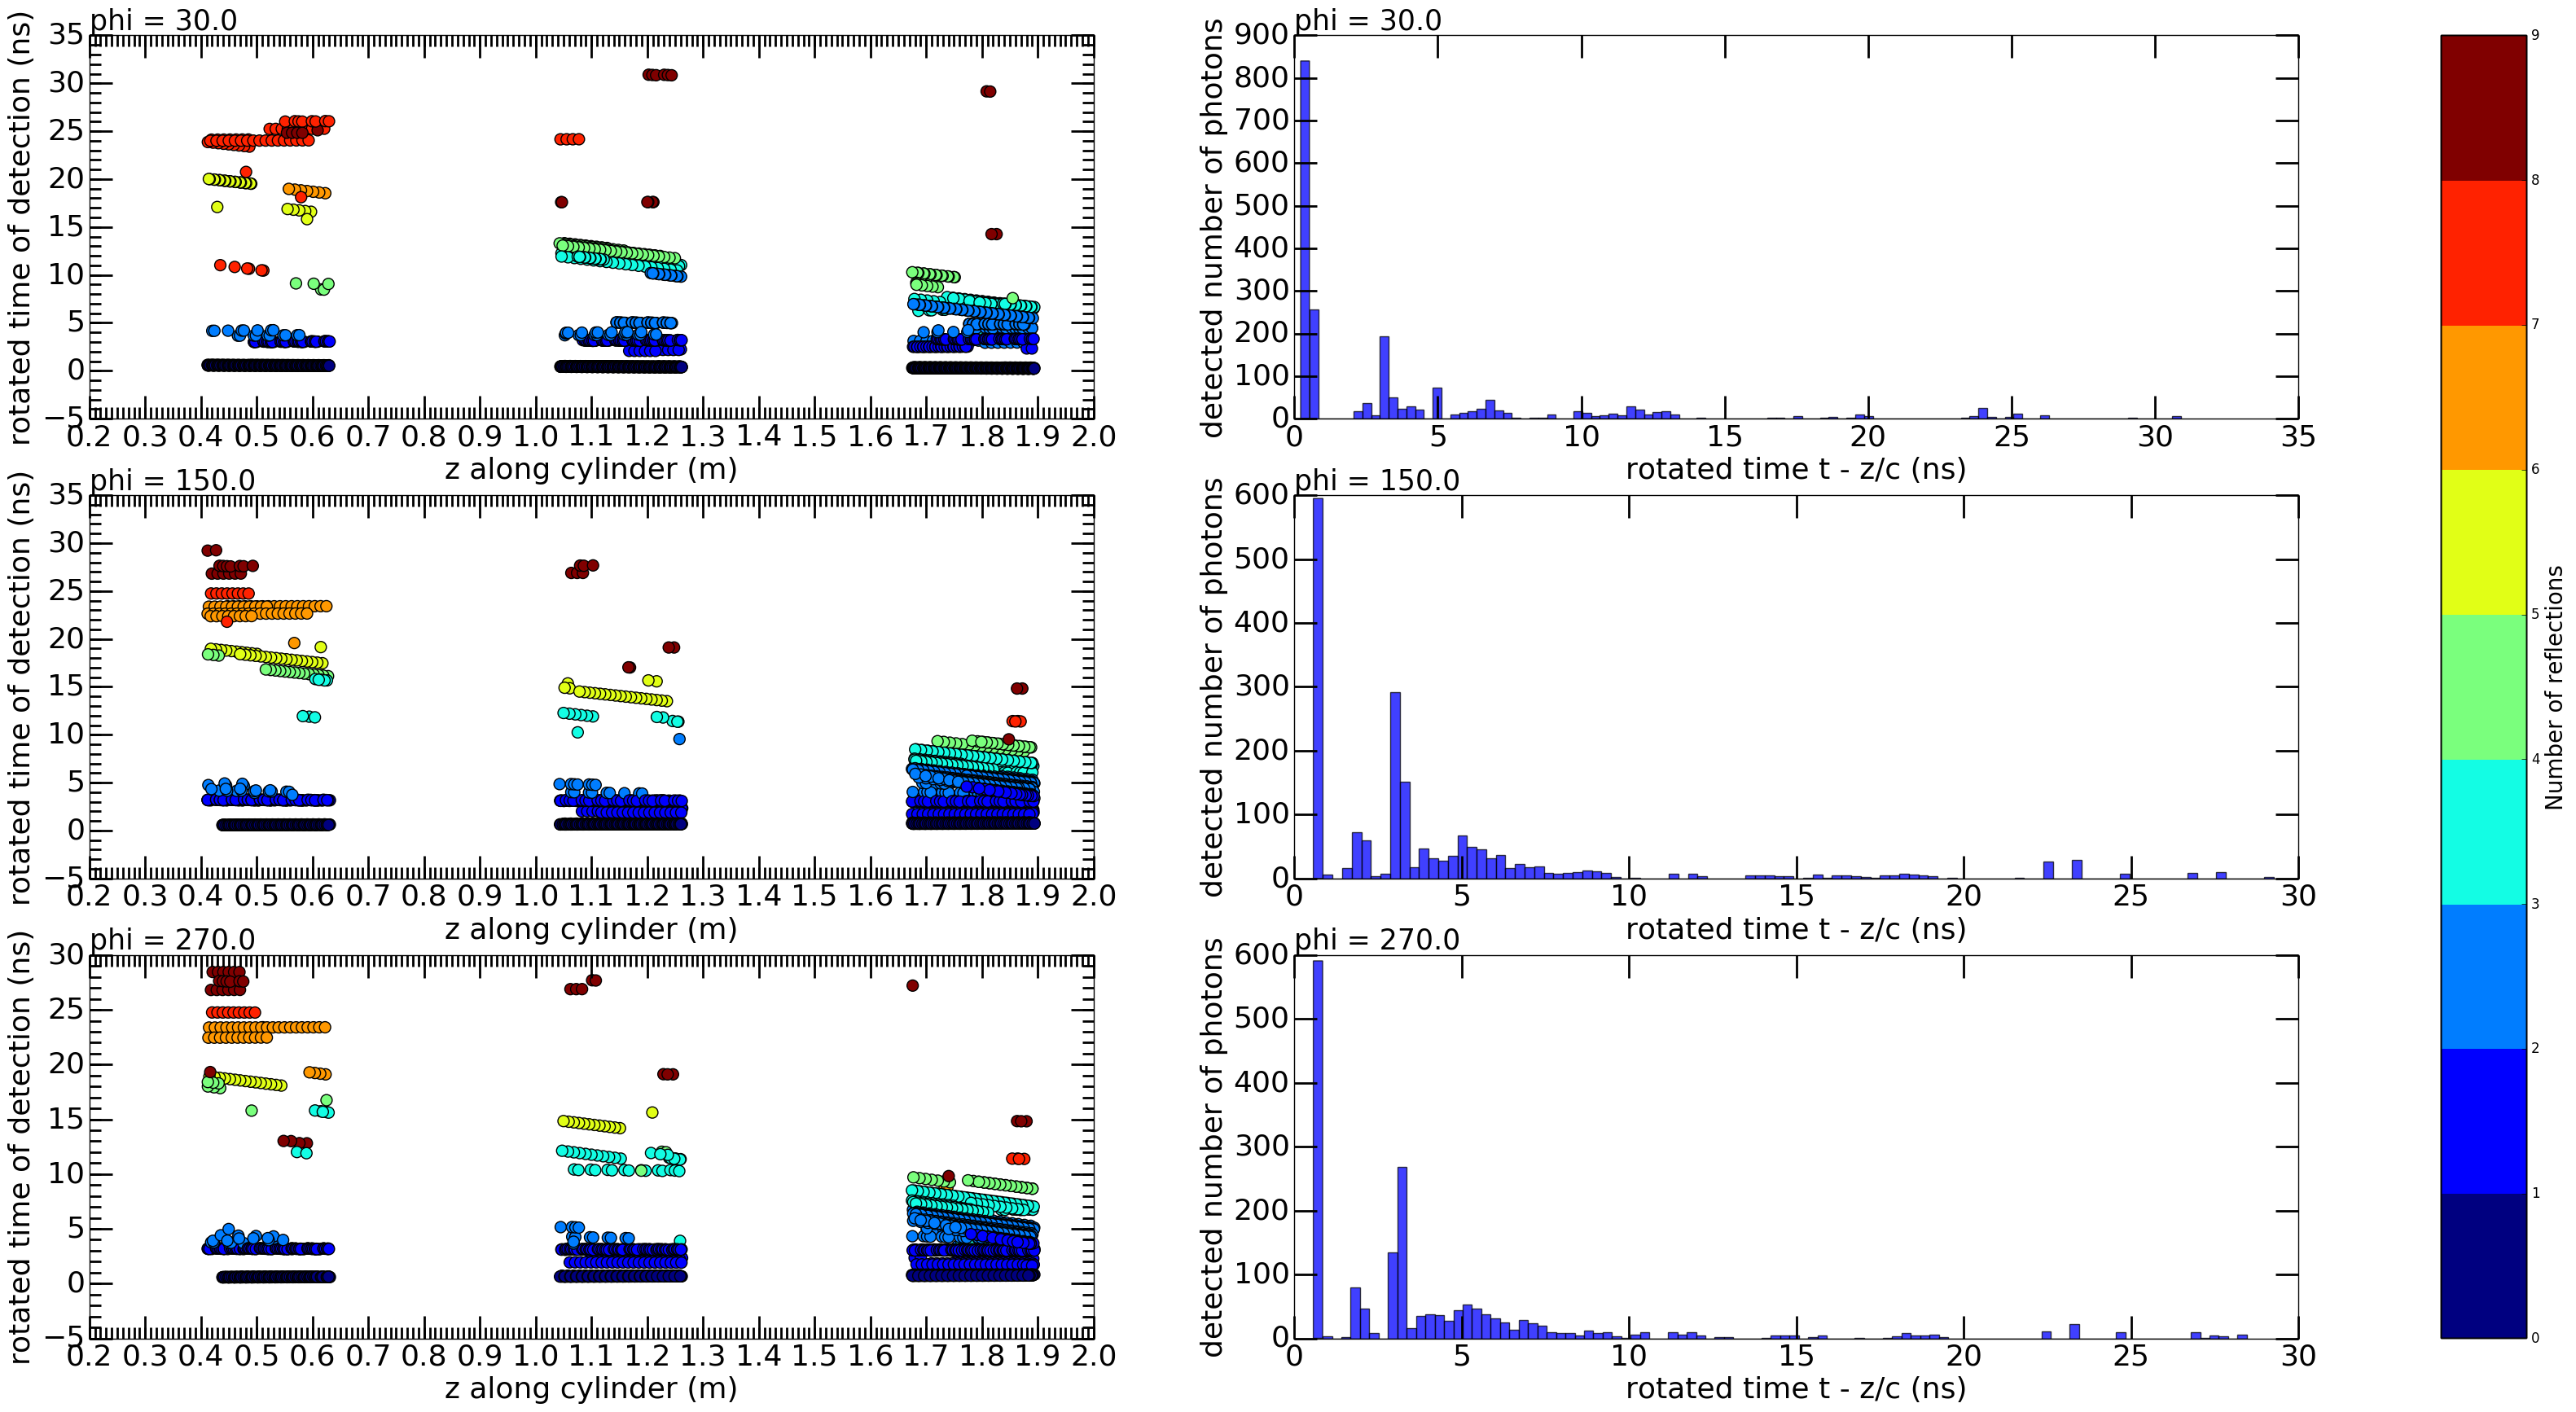 phi = 30.0
rotated time of detection (ns)
35
30
25
20
15
10
5
0
−5
0.2 0.3 0.4 0.5 0.6 0.7 0.8 0.9 1.0 1.1 1.2 1.3 1.4 1.5 1.6 1.7 1.8 1.9 2.0
z along cylinder (m)
phi = 30.0
detected number of photons
900
800
700
600
500
400
300
200
100
0
0 5 10 15 20 25 30 35
rotated time t - z/c (ns)
phi = 150.0
rotated time of detection (ns)
35
30
25
20
15
10
5
0
−5
0.2 0.3 0.4 0.5 0.6 0.7 0.8 0.9 1.0 1.1 1.2 1.3 1.4 1.5 1.6 1.7 1.8 1.9 2.0
z along cylinder (m)
phi = 150.0
detected number of photons
600
500
400
300
200
100
0
0 5 10 15 20 25 30
rotated time t - z/c (ns)
phi = 270.0
rotated time of detection (ns)
30
25
20
15
10
5
0
−5
0.2 0.3 0.4 0.5 0.6 0.7 0.8 0.9 1.0 1.1 1.2 1.3 1.4 1.5 1.6 1.7 1.8 1.9 2.0
z along cylinder (m)
phi = 270.0
detected number of photons
600
500
400
300
200
100
0
0 5 10 15 20 25 30
rotated time t - z/c (ns)
9
8
7
6
5
4
3
2
1
0
Number of reflections